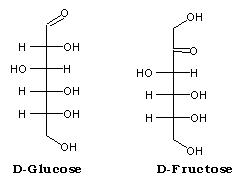 O
H OH
HO H
H OH
H OH
OH
D-Glucose
OH
O
HO H
H OH
H OH
OH
D-Fructose